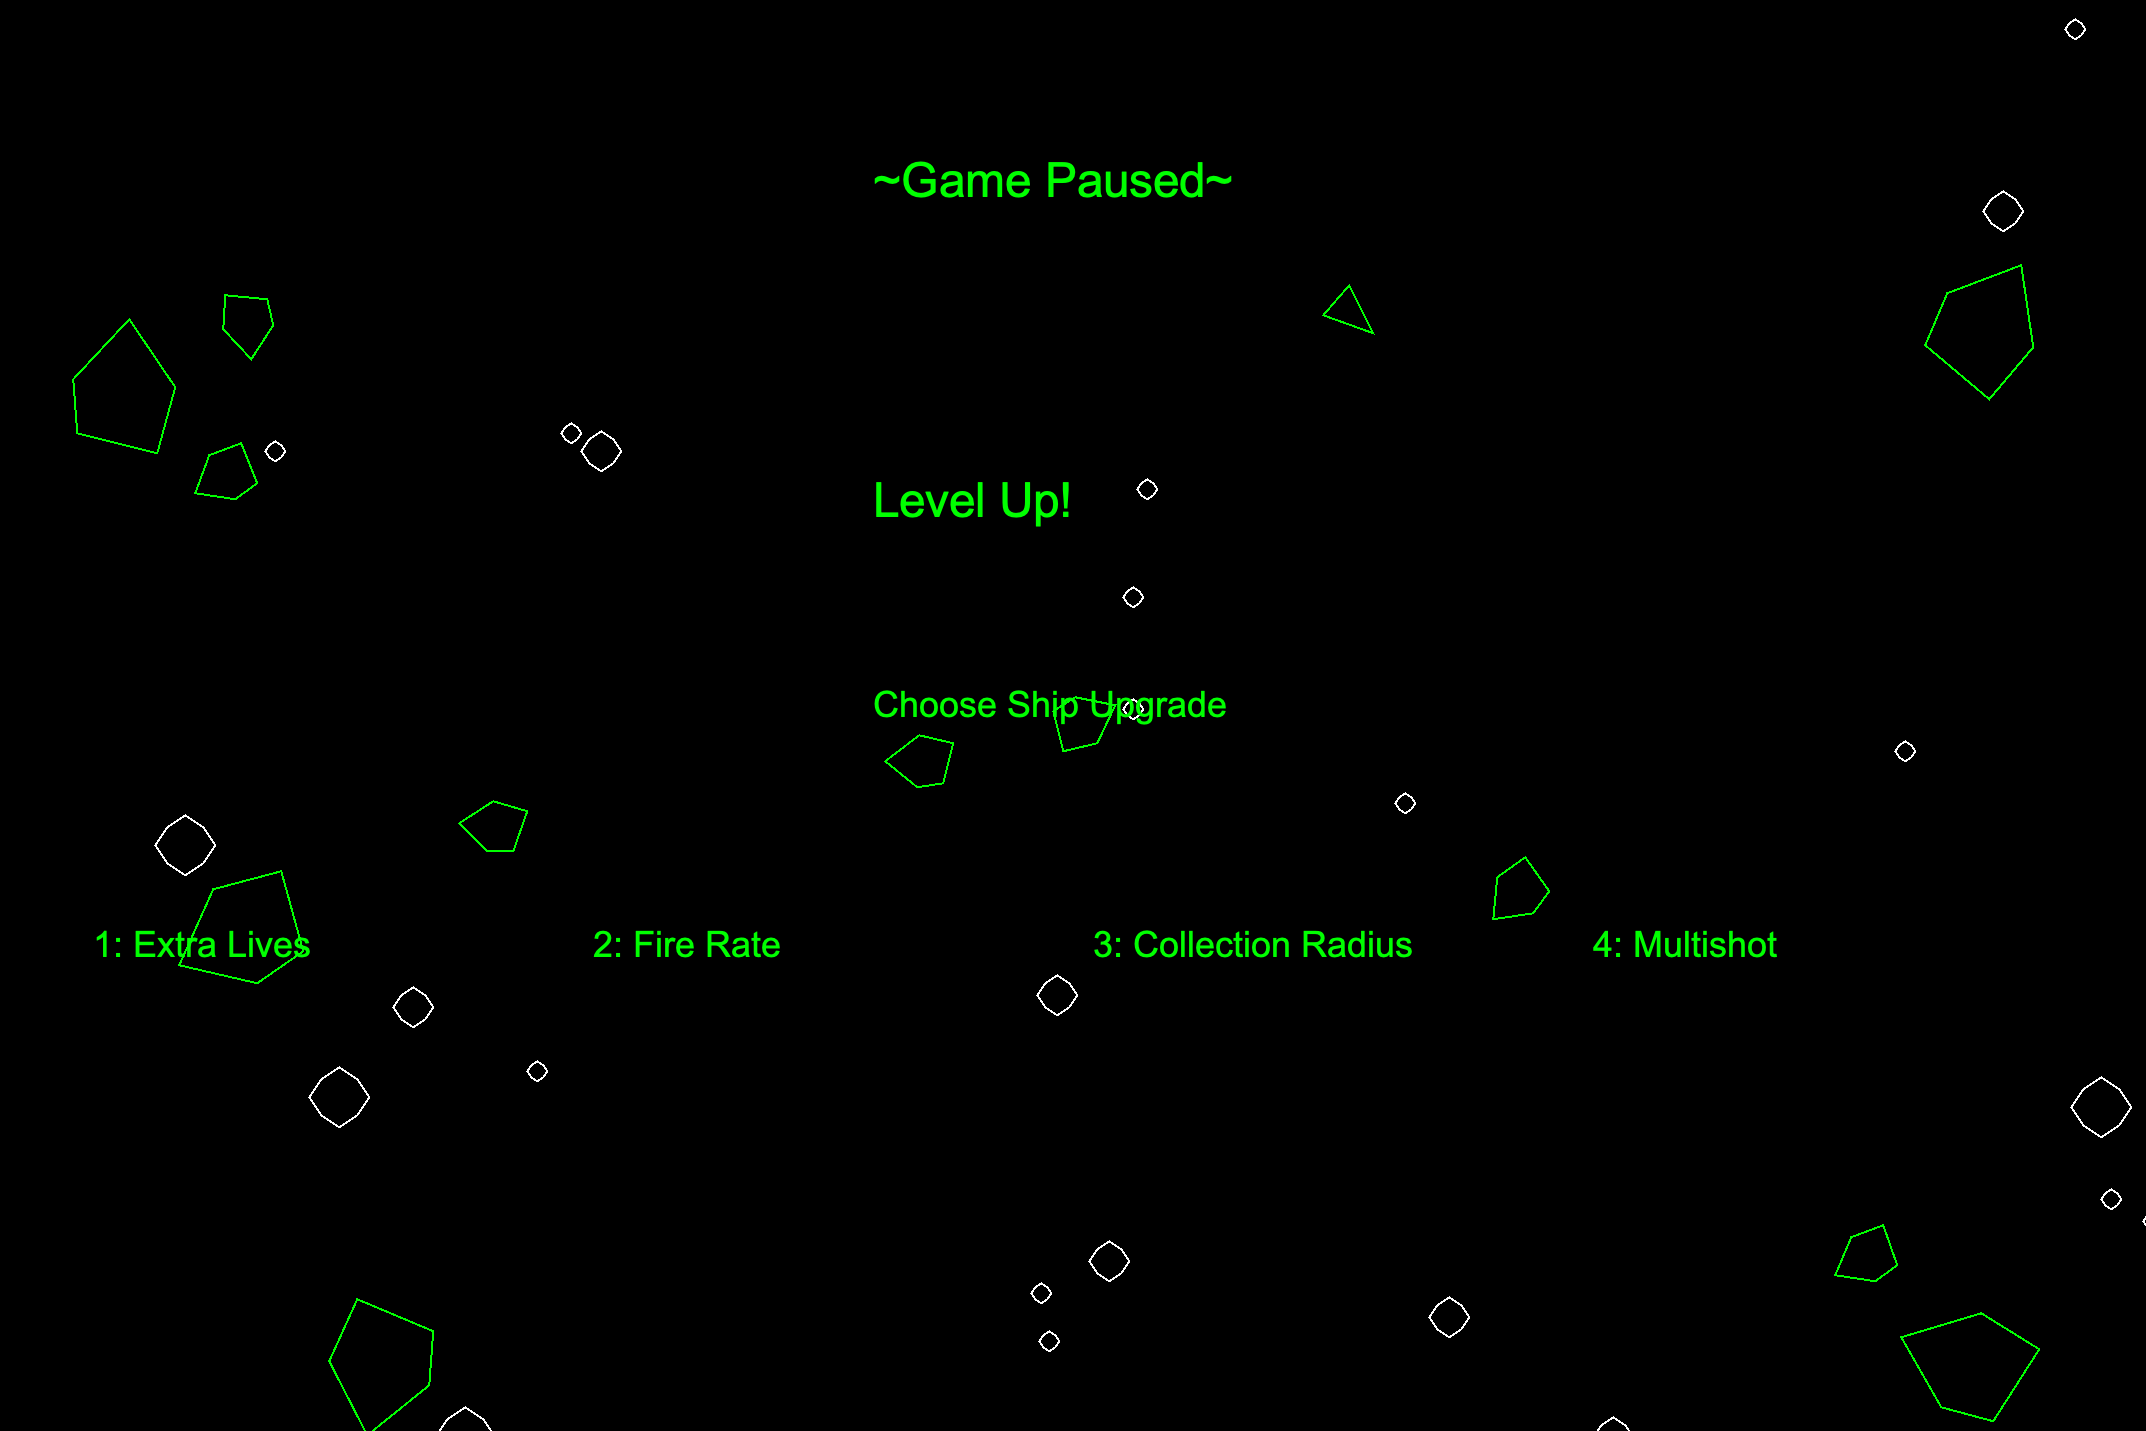 ~Game Paused~
Level Up!
Choose Ship Upgrade
1: Extra Lives
2: Fire Rate
3: Collection Radius
4: Multishot